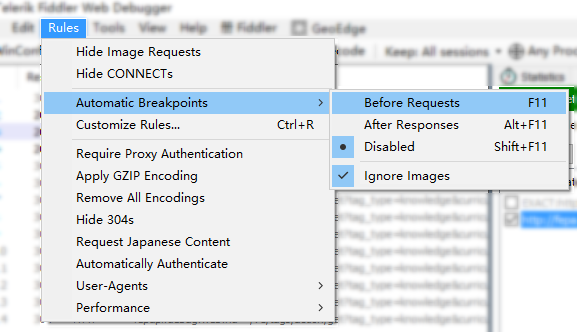 Telerik Fiddler Web Debugger
Edit Rules Tools View Help Fiddler GeoEdge
WinConfig Decode Keep: All sessions Any Process
Hide Image Requests
Hide CONNECTs
Automatic Breakpoints
Customize Rules... Ctrl+R
Require Proxy Authentication
Apply GZIP Encoding
Remove All Encodings
Hide 304s
Request Japanese Content
Automatically Authenticate
User-Agents
Performance
Before Requests F11
After Responses Alt+F11
Disabled Shift+F11
Ignore Images
Statistics